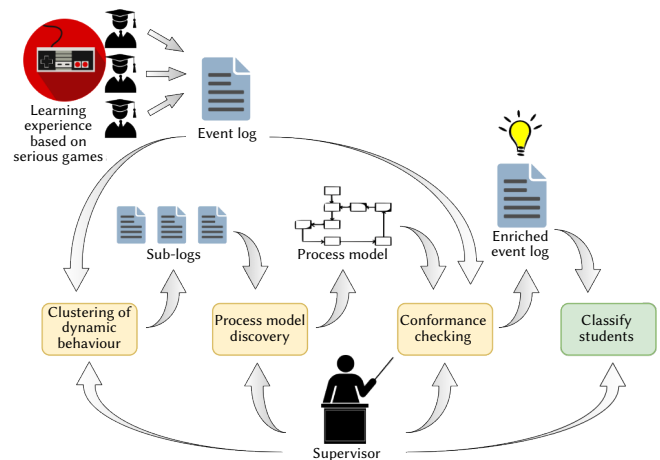 Learning
experience
based on
serious games
Event log
Sub-logs
Process model
Enriched
event log
Clustering of
dynamic
behaviour
Process model
discovery
Conformance
checking
Classify
students
Supervisor